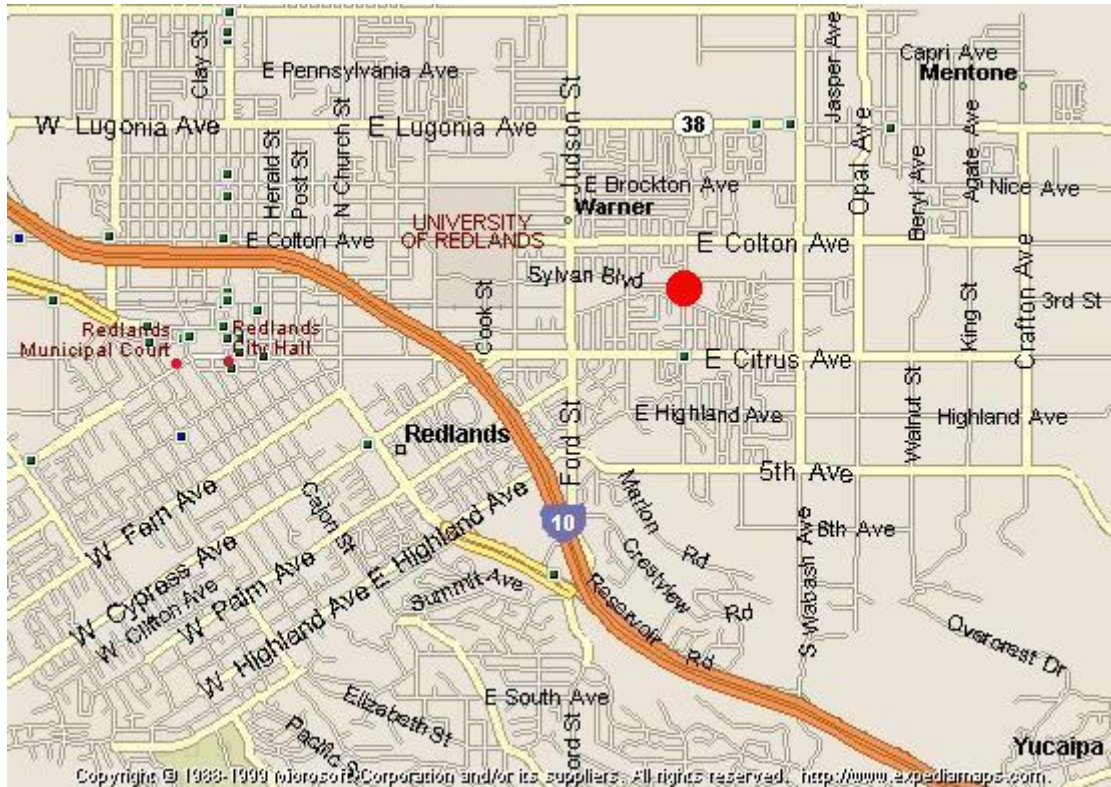 Clay St
E Pennsylvania Ave
Jasper Ave
Capri Ave
Mentone
W Lugonia Ave
E Lugonia Ave
38
Judson St
Herald St
Post St
N Church St
Opal Ave
Beryl Ave
Agate Ave
Nice Ave
E Brockton Ave
Warner
UNIVERSITY
OF REDLANDS
E Colton Ave
E Colton Ave
Sylvan Blvd
Crafton Ave
3rd St
Cook St
King St
Redlands
Municipal Court
Redlands
City Hall
E Citrus Ave
Walnut St
Ford St
E Highland Ave
Highland Ave
Redlands
5th Ave
W Fern Ave
Cajon St
E Highland Ave
Marion Rd
10
6th Ave
S Wabash Ave
W Cypress Ave
W Clifton Ave
W Palm Ave
Summit Ave
Crestview Rd
Reservoir Rd
Overcrest Dr
W Highland Ave
E South Ave
Elizabeth St
Pacific St
Ford St
Yucaipa
Copyright © 1988-1999 Microsoft Corporation and/or its suppliers. All rights reserved. http://www.expediamaps.com.